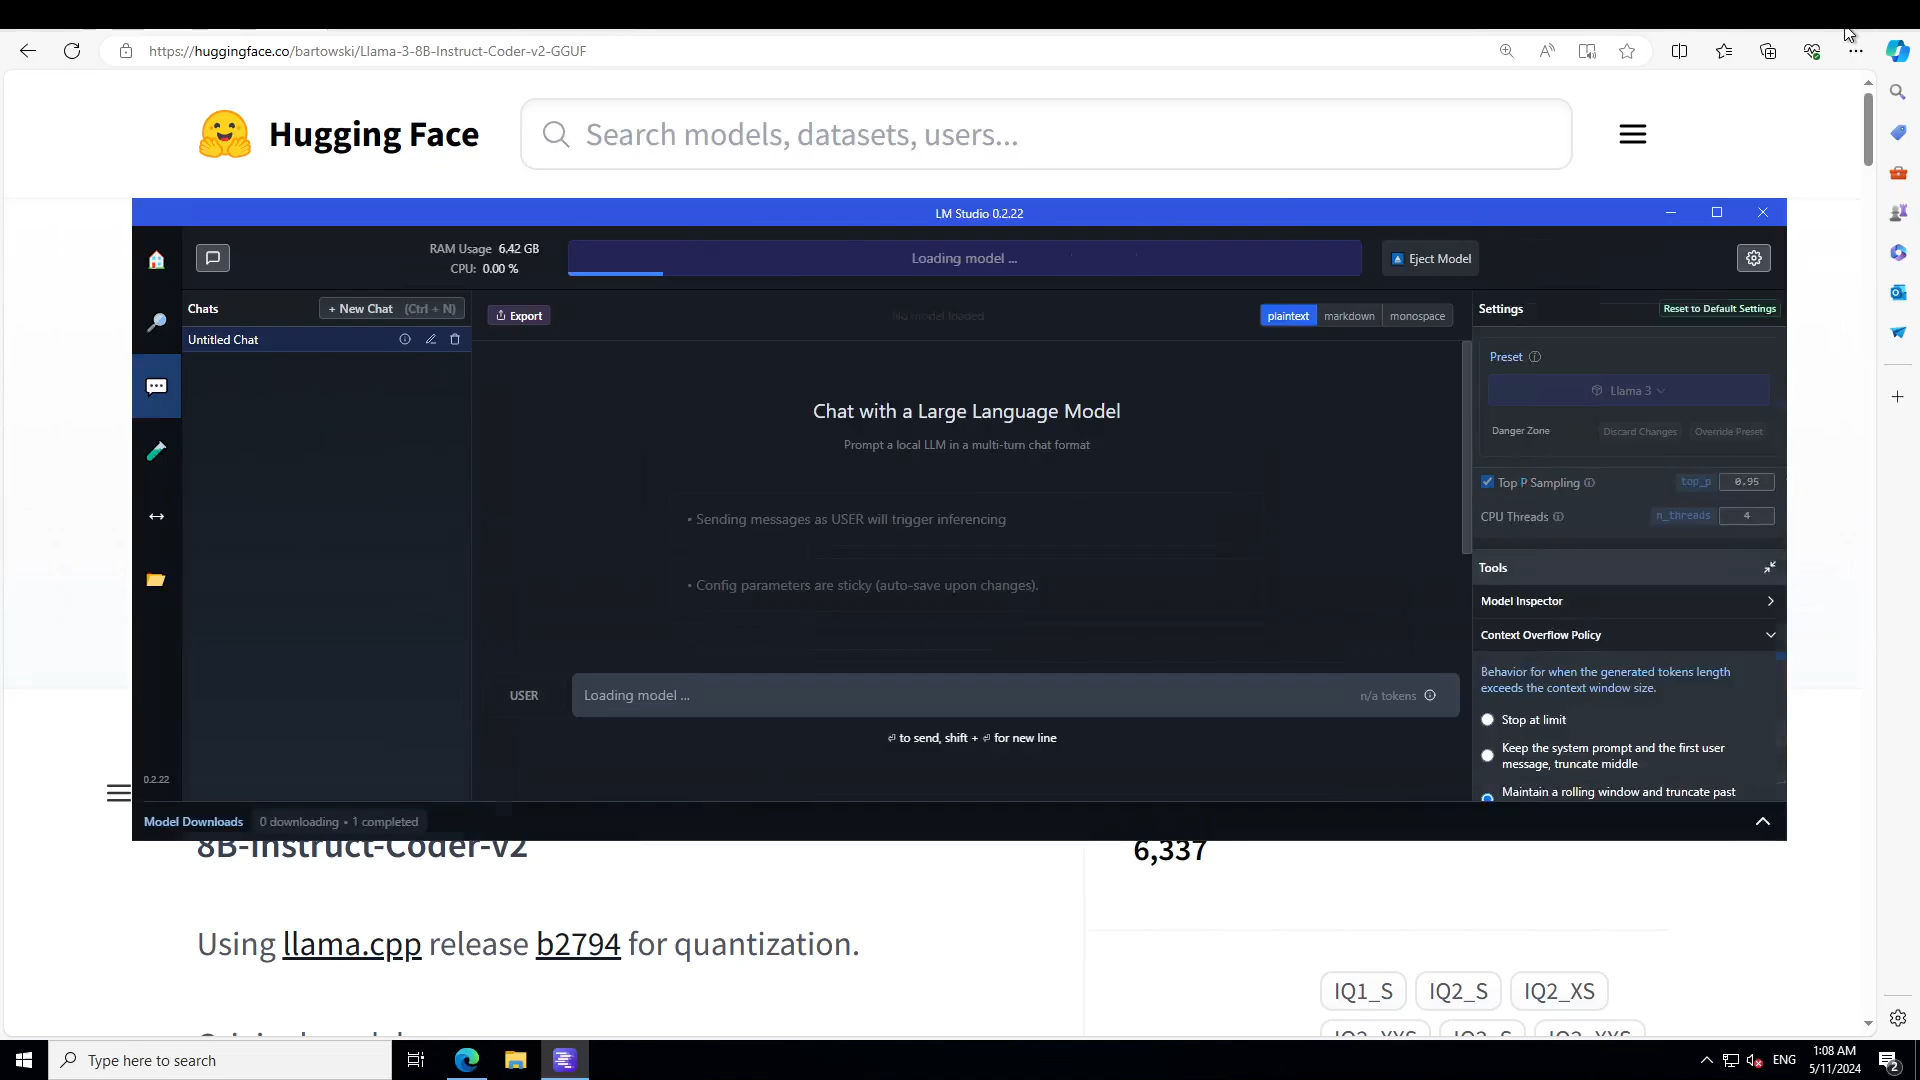 https://huggingface.co/bartowski/Llama-3-8B-Instruct-Coder-v2-GGUF
Hugging Face
Search models, datasets, users...
LM Studio 0.2.22
RAM Usage 6.42 GB
CPU: 0.00 %
Loading model ...
Eject Model
Chats
+ New Chat (Ctrl + N)
Export
No model loaded
plaintext markdown monospace
Settings
Reset to Default Settings
Untitled Chat
Preset
Llama 3
Danger Zone Discard Changes Override Preset
Chat with a Large Language Model
Prompt a local LLM in a multi-turn chat format
Top P Sampling top_p 0.95
CPU Threads n_threads 4
• Sending messages as USER will trigger inferencing
• Config parameters are sticky (auto-save upon changes).
Tools
Model Inspector
Context Overflow Policy
Behavior for when the generated tokens length
exceeds the context window size.
Stop at limit
Keep the system prompt and the first user
message, truncate middle
Maintain a rolling window and truncate past
USER
Loading model ...
n/a tokens
⏎ to send, shift + ⏎ for new line
0.2.22
Model Downloads 0 downloading • 1 completed
8B-Instruct-Coder-v2
6,337
Using llama.cpp release b2794 for quantization.
IQ1_S IQ2_S IQ2_XS
Type here to search
ENG
1:08 AM
5/11/2024
2